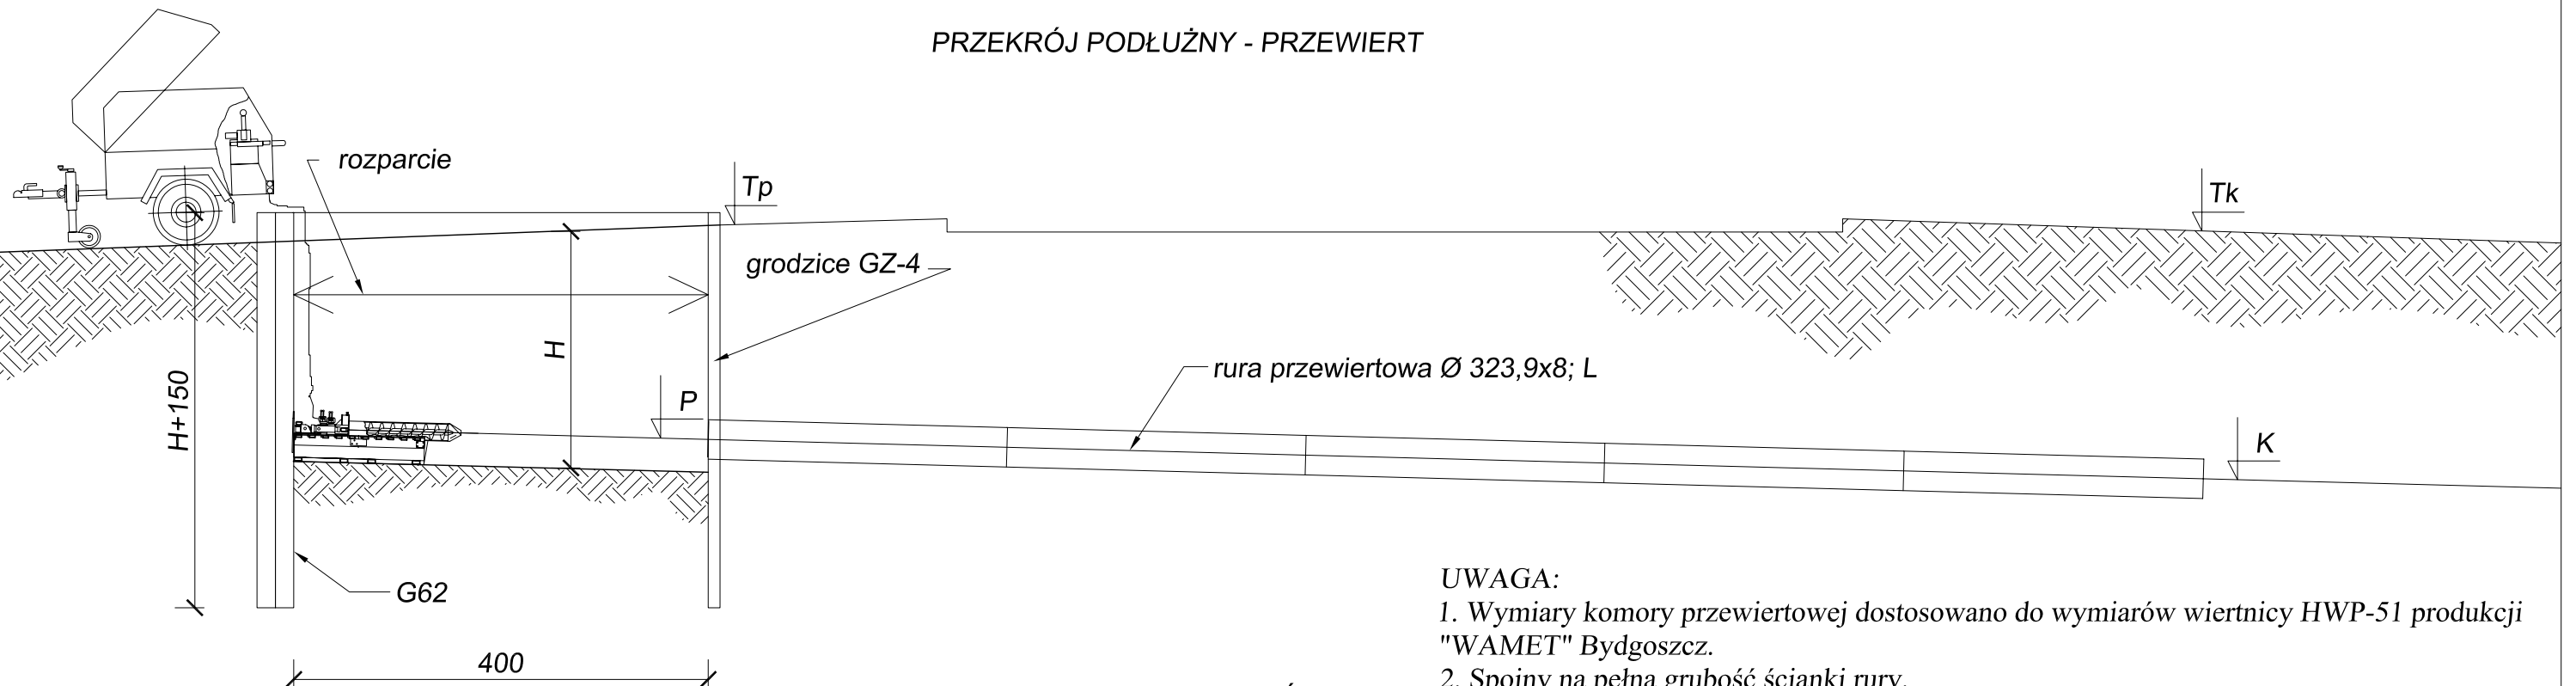 PRZEKRÓJ PODŁUŻNY - PRZEWIERT
rozparcie
Tp
Tk
grodzice GZ-4
H
rura przewiertowa Ø 323,9x8; L
P
H+150
K
G62
UWAGA:
1. Wymiary komory przewiertowej dostosowano do wymiarów wiertnicy HWP-51 produkcji
"WAMET" Bydgoszcz.
400
2. Spoiny na pełną grubość ścianki rury.